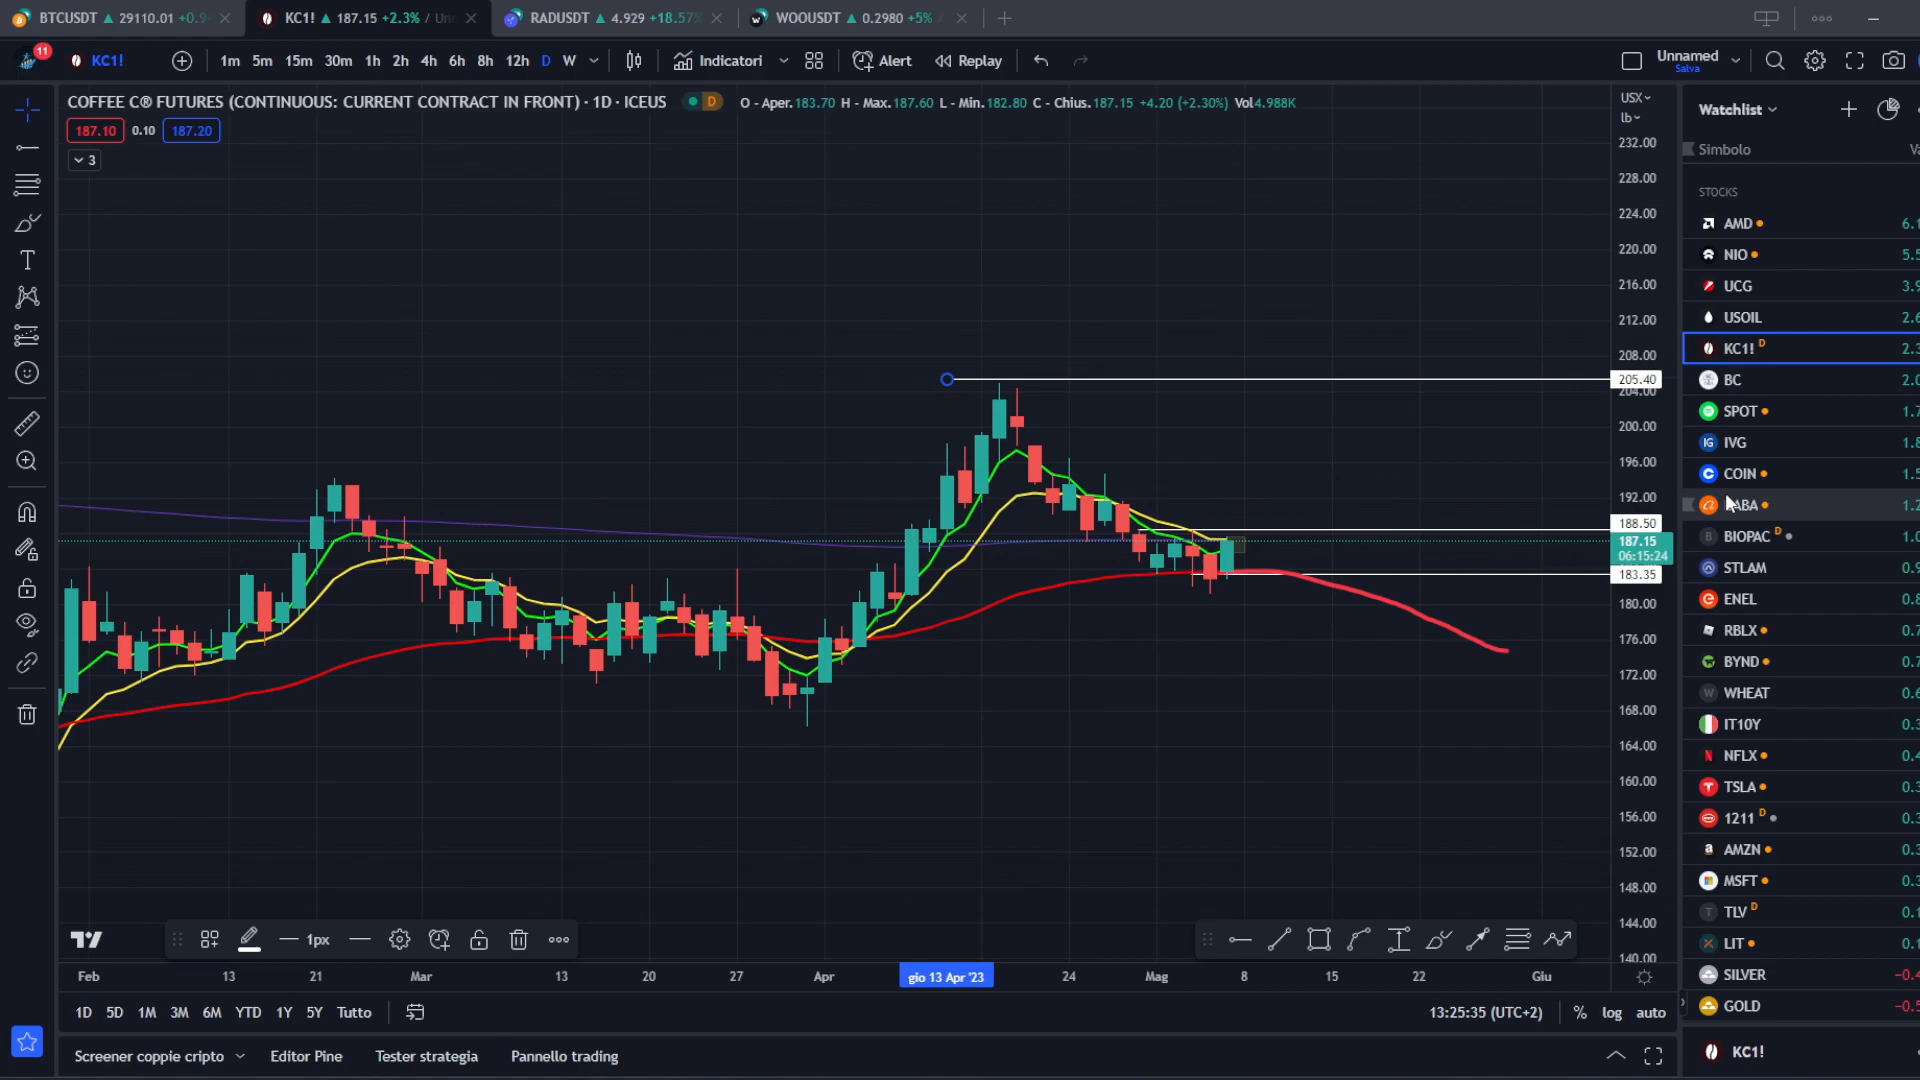 BTCUSDT ▲ 29110.01 +0.9
KC1! ▲ 187.15 +2.3% / Un
RADUSDT ▲ 4.929 +18.57%
WOOUSDT ▲ 0.2980 +5%
11
KC1!
1m 5m 15m 30m 1h 2h 4h 6h 8h 12h D W
Indicatori
Alert
Replay
Unnamed
Salva
COFFEE C® FUTURES (CONTINUOUS: CURRENT CONTRACT IN FRONT) · 1D · ICEUS
D
O - Aper.183.70 H - Max.187.60 L - Min.182.80 C - Chius.187.15 +4.20 (+2.30%) Vol4.988K
187.10 0.10 187.20
3
USX
lb
232.00
228.00
224.00
220.00
216.00
212.00
208.00
205.40
204.00
200.00
196.00
192.00
188.50
187.15
06:15:24
183.35
180.00
176.00
172.00
168.00
164.00
160.00
156.00
152.00
148.00
144.00
140.00
Watchlist
Simbolo
STOCKS
AMD
NIO
UCG
USOIL
KC1! D
BC
SPOT
IVG
COIN
BIOPAC D
STLAM
ENEL
RBLX
BYND
WHEAT
IT10Y
NFLX
TSLA
1211 D
AMZN
MSFT
TLV D
LIT
SILVER
GOLD
KC1!
1px
Feb 13 21 Mar 13 20 27 Apr gio 13 Apr '23 24 Mag 8 15 22 Giu
1D 5D 1M 3M 6M YTD 1Y 5Y Tutto
13:25:35 (UTC+2) % log auto
Screener coppie cripto Editor Pine Tester strategia Pannello trading